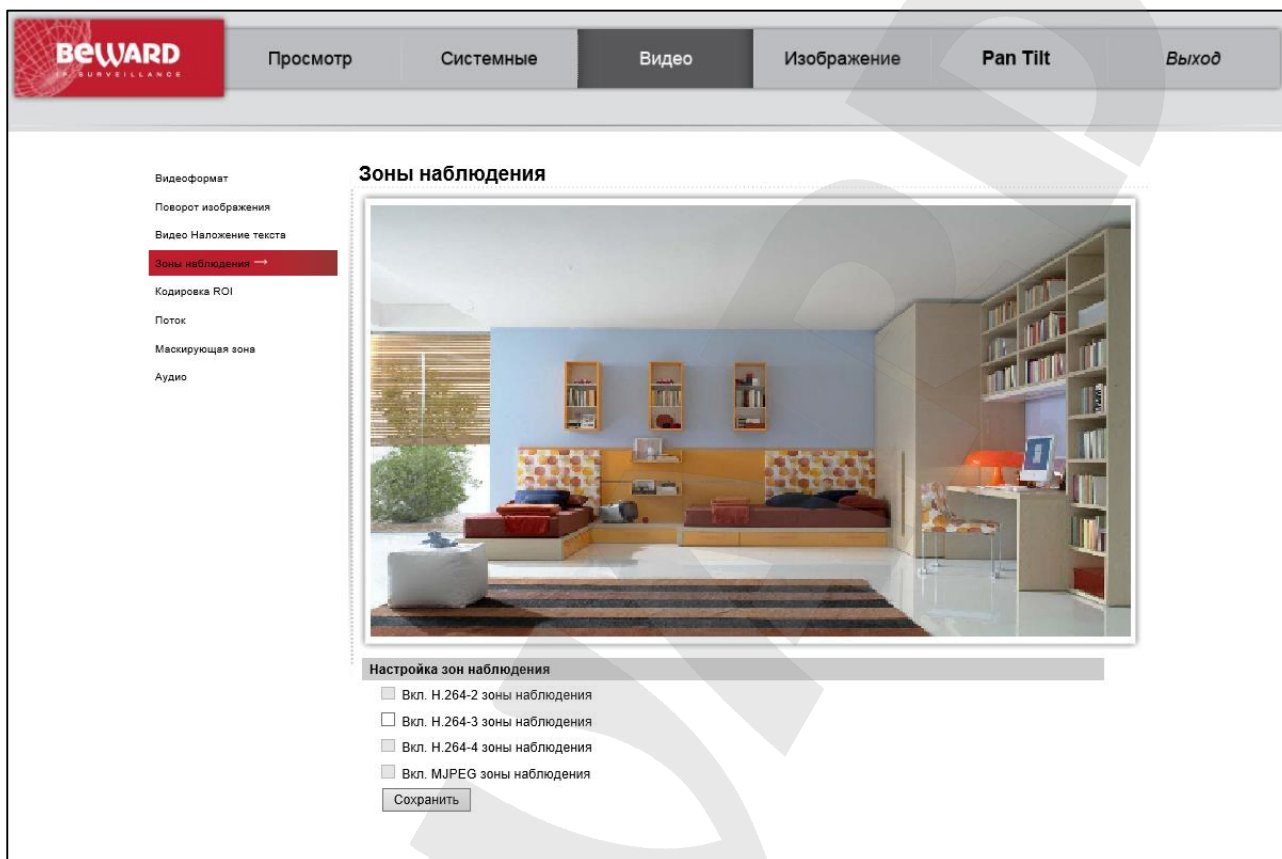 BEWARD
IP SURVEILLANCE
Просмотр
Системные
Видео
Изображение
Pan Tilt
Выход
Видеоформат
Поворот изображения
Видео Наложение текста
Зоны наблюдения →
Кодировка ROI
Поток
Маскирующая зона
Аудио
Зоны наблюдения
Настройка зон наблюдения
Вкл. H.264-2 зоны наблюдения
Вкл. H.264-3 зоны наблюдения
Вкл. H.264-4 зоны наблюдения
Вкл. MJPEG зоны наблюдения
Сохранить